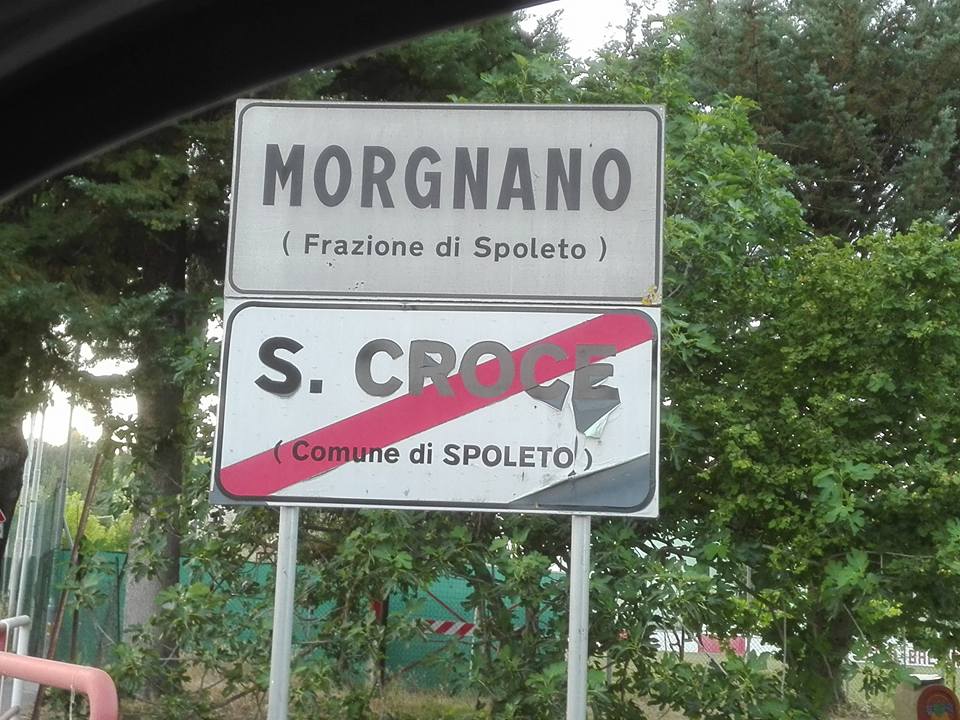 MORGNANO
( Frazione di Spoleto )
S. CROCE
( Comune di SPOLETO )